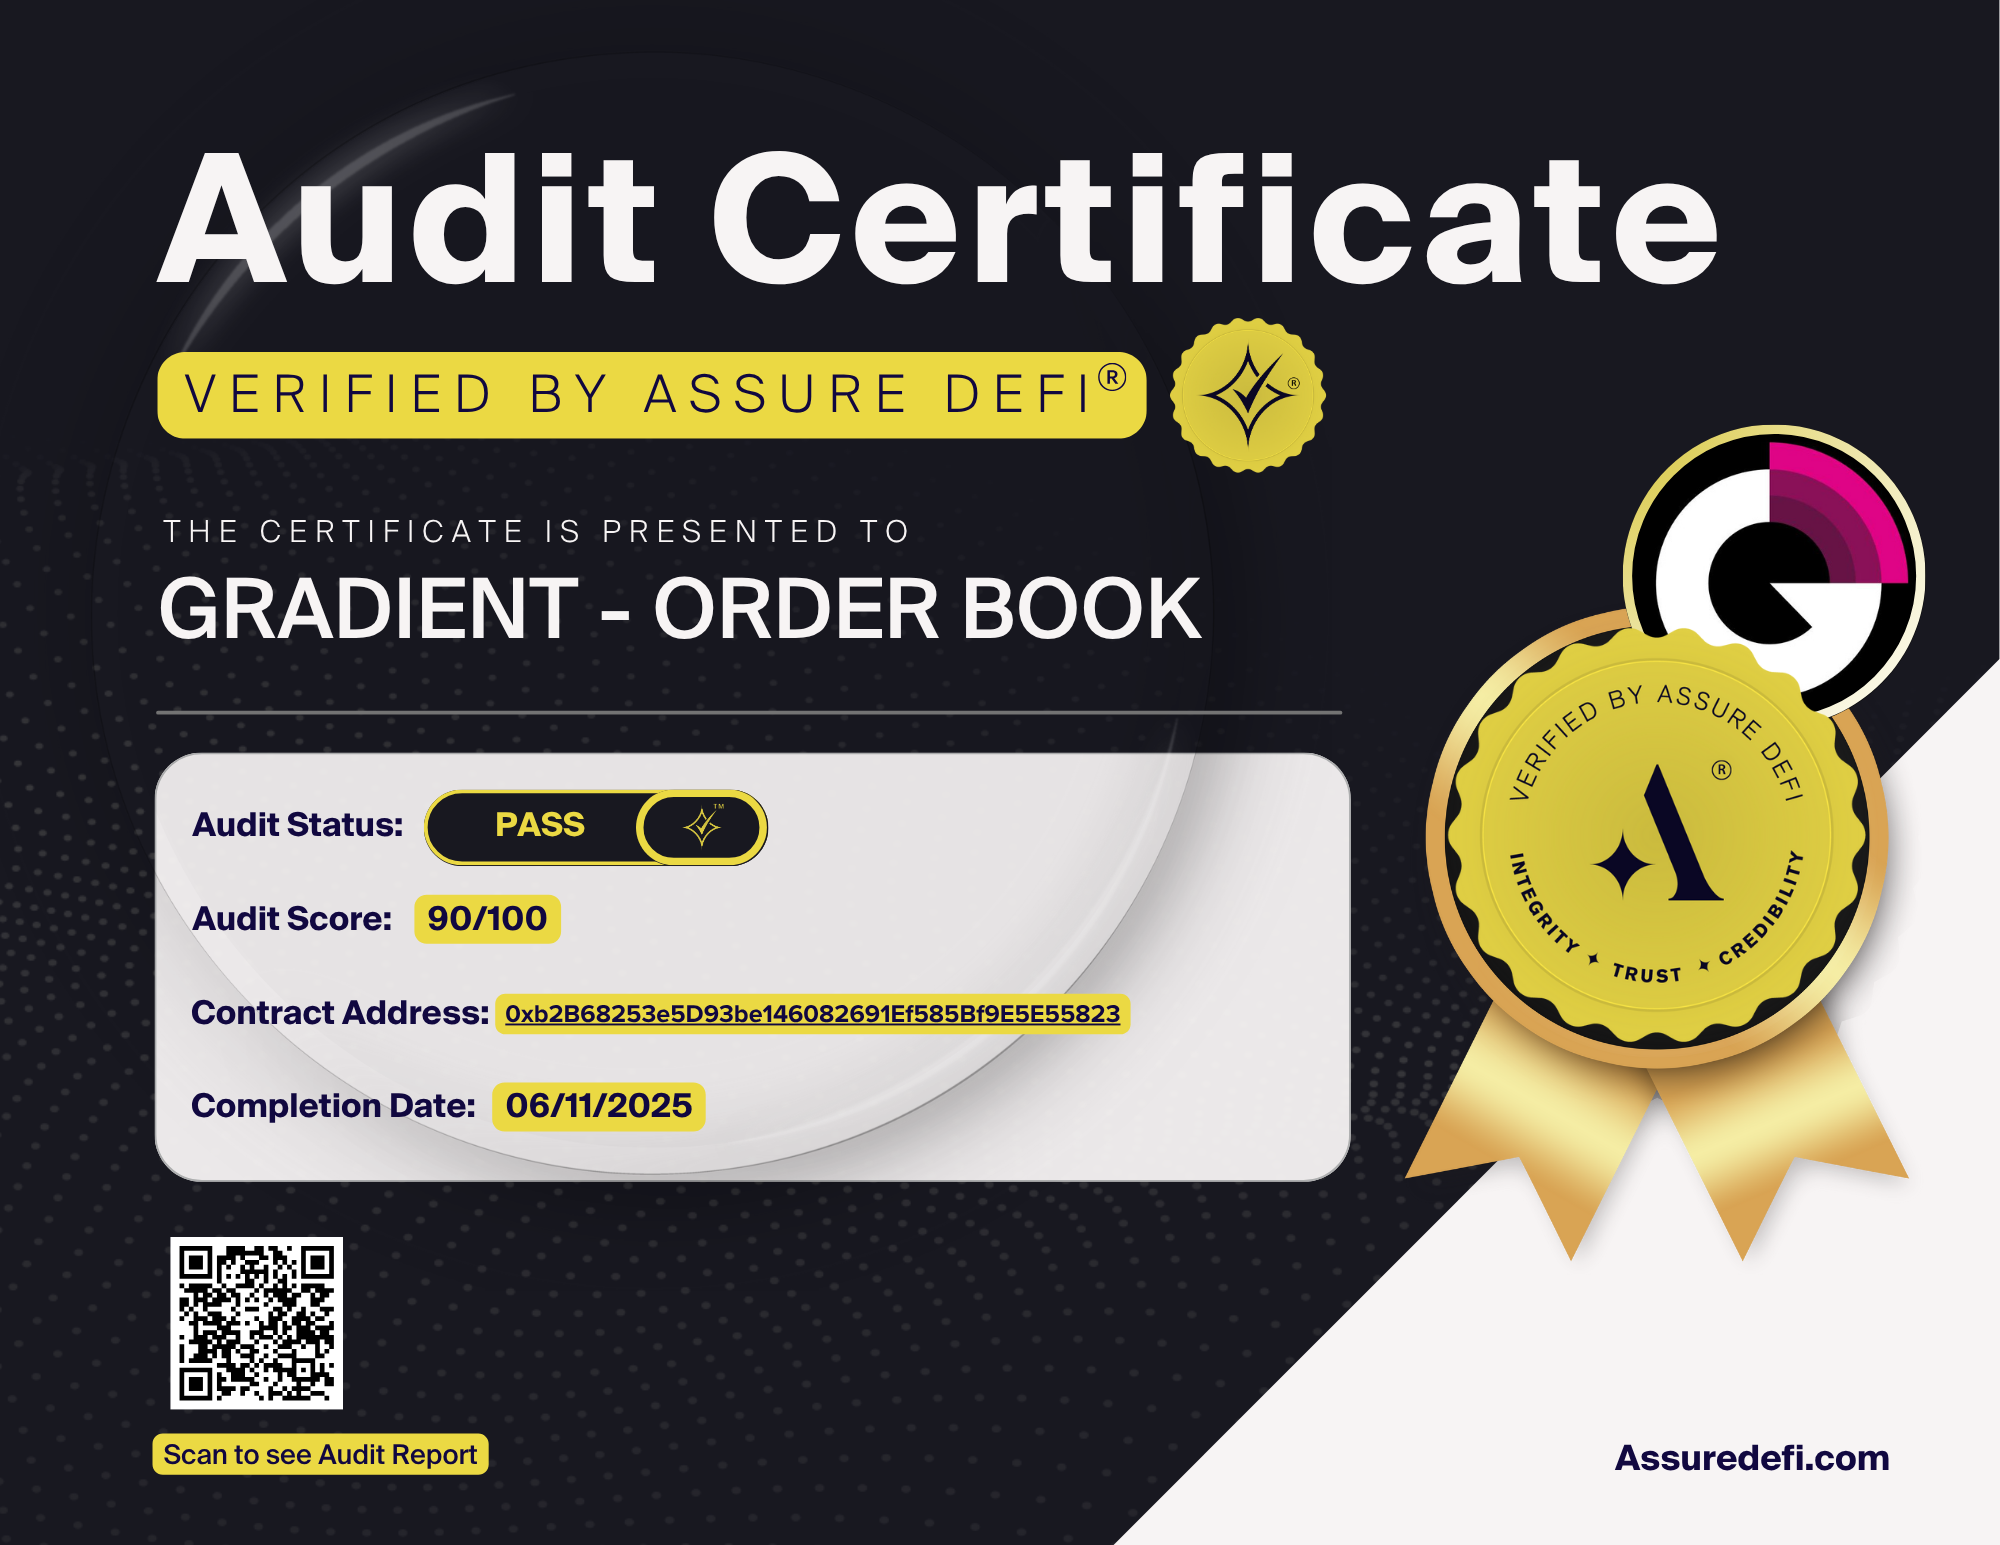 Audit Certificate
VERIFIED BY ASSURE DEFI®
®
THE CERTIFICATE IS PRESENTED TO
GRADIENT - ORDER BOOK
Audit Status: PASS ™
Audit Score: 90/100
Contract Address: 0xb2B68253e5D93be146082691Ef585Bf9E5E55823
Completion Date: 06/11/2025
VERIFIED BY ASSURE DEFI
®
INTEGRITY ✦ TRUST ✦ CREDIBILITY
Scan to see Audit Report
Assuredefi.com